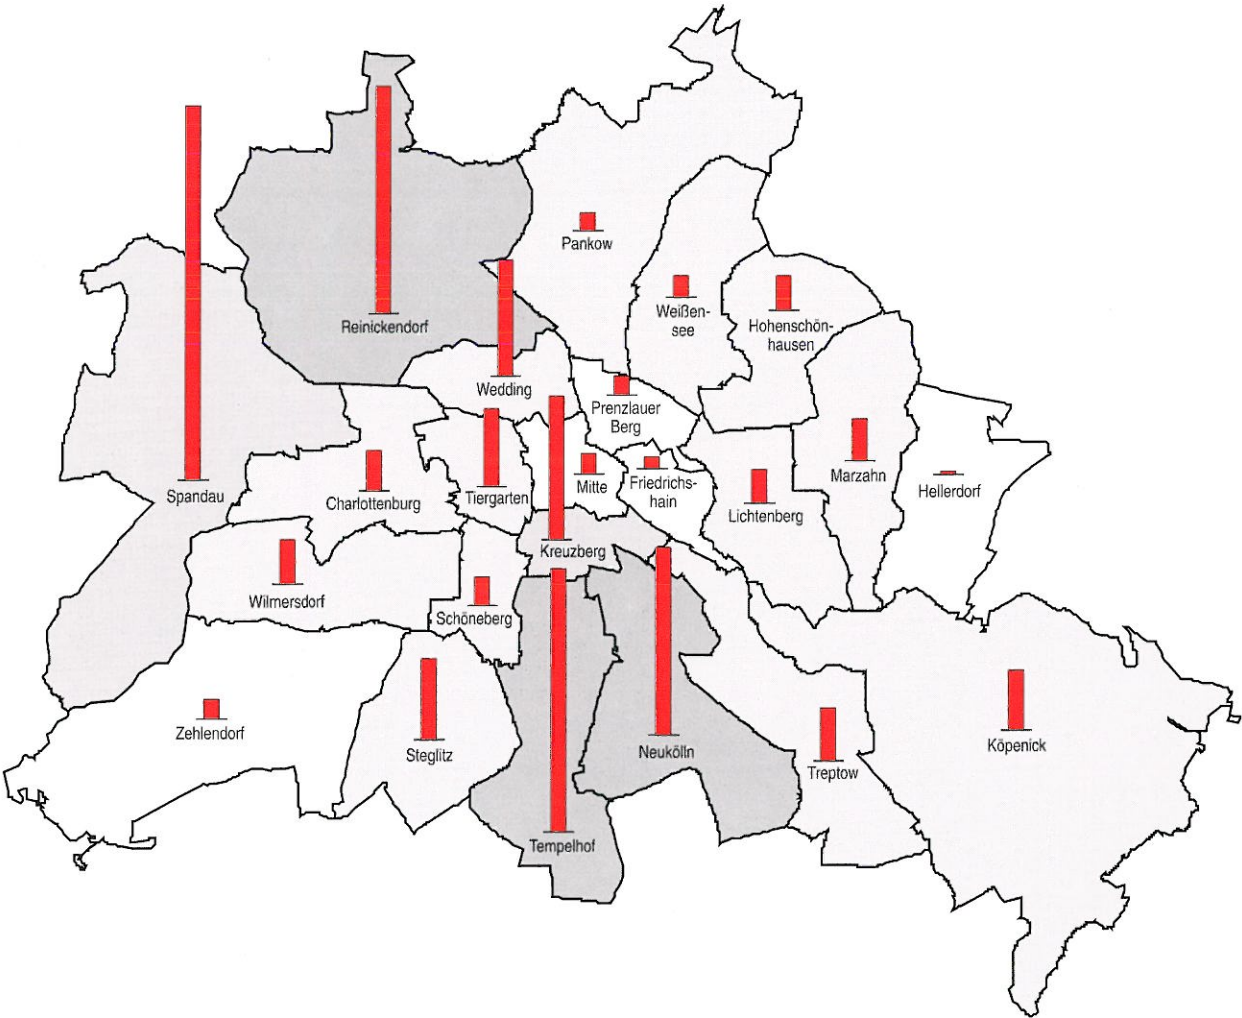 Pankow
Weißen-
see
Hohenschön-
hausen
Reinickendorf
Wedding
Prenzlauer
Berg
Marzahn
Hellerdorf
Spandau
Charlottenburg
Tiergarten
Mitte
Friedrichs-
hain
Lichtenberg
Kreuzberg
Wilmersdorf
Schöneberg
Zehlendorf
Steglitz
Neukölln
Treptow
Köpenick
Tempelhof